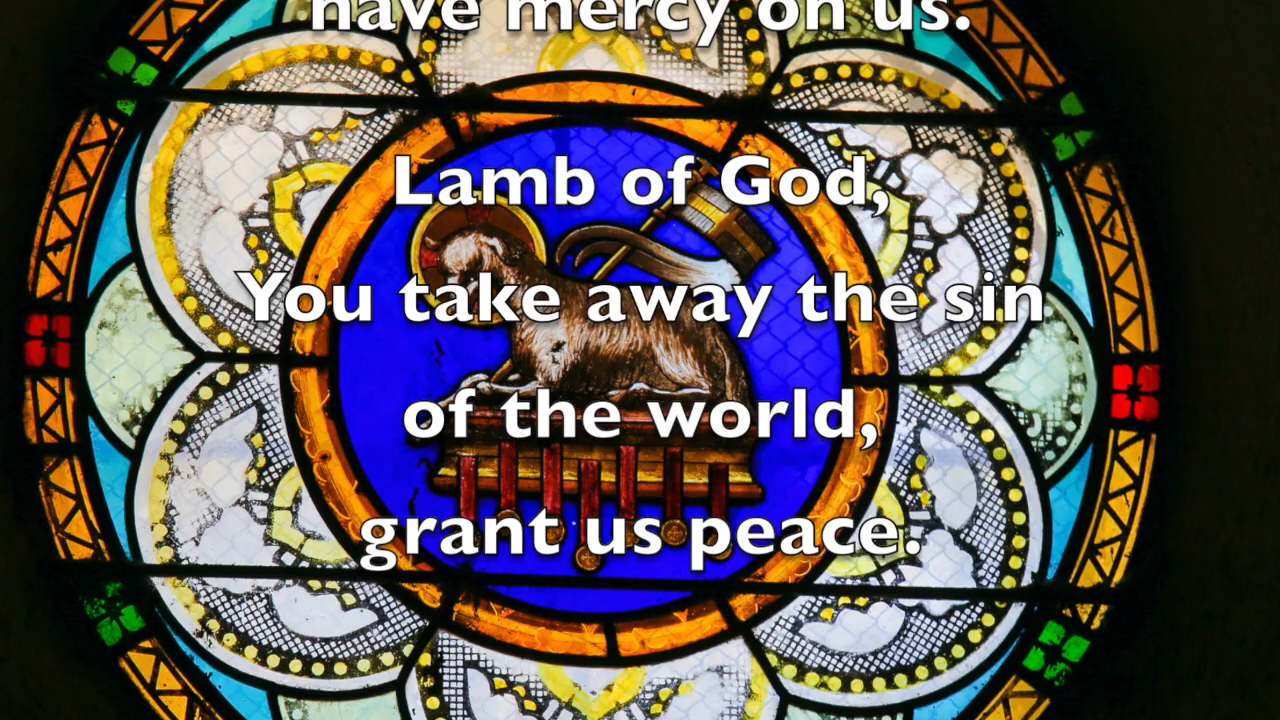 have mercy on us.
Lamb of God,
You take away the sin
of the world,
grant us peace.